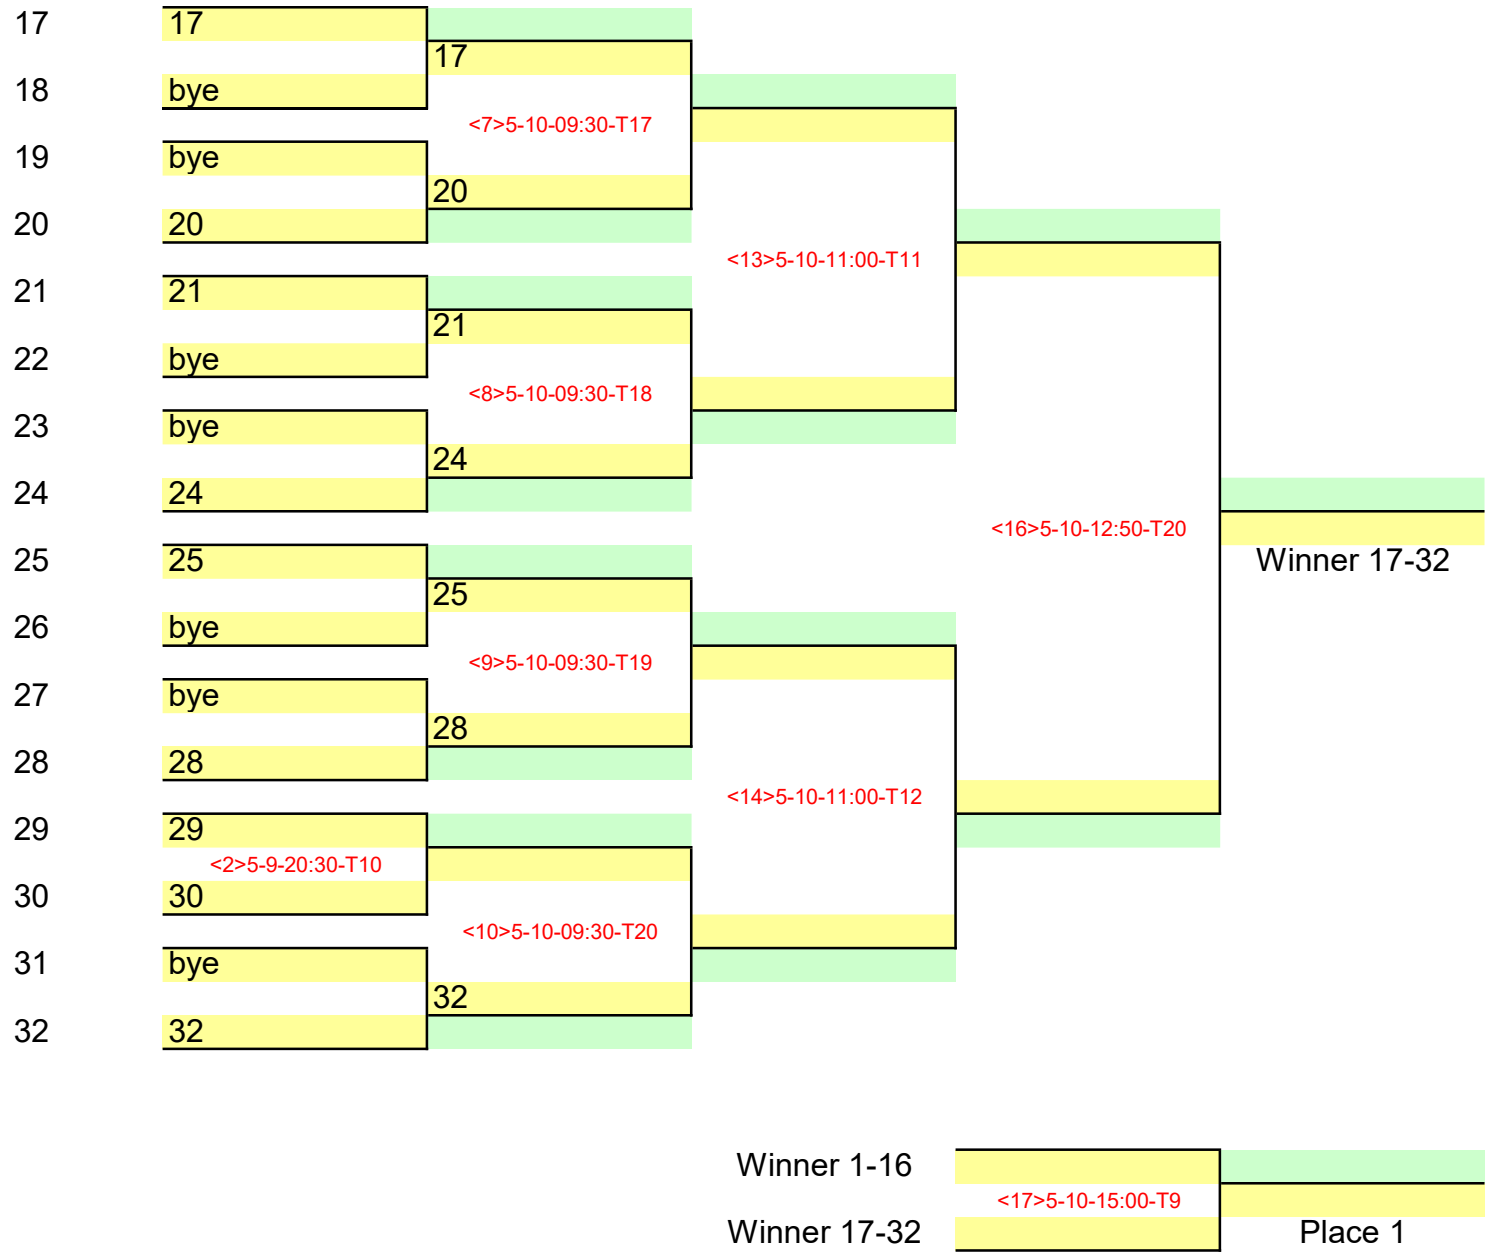 17 17
17
18 bye
<7>5-10-09:30-T17
19 bye
20
20 20
<13>5-10-11:00-T11
21 21
21
22 bye
<8>5-10-09:30-T18
23 bye
24
24 24
<16>5-10-12:50-T20
25 25
Winner 17-32
25
26 bye
<9>5-10-09:30-T19
27 bye
28
28 28
<14>5-10-11:00-T12
29 29
<2>5-9-20:30-T10
30 30
<10>5-10-09:30-T20
31 bye
32
32 32
Winner 1-16
<17>5-10-15:00-T9
Winner 17-32 Place 1